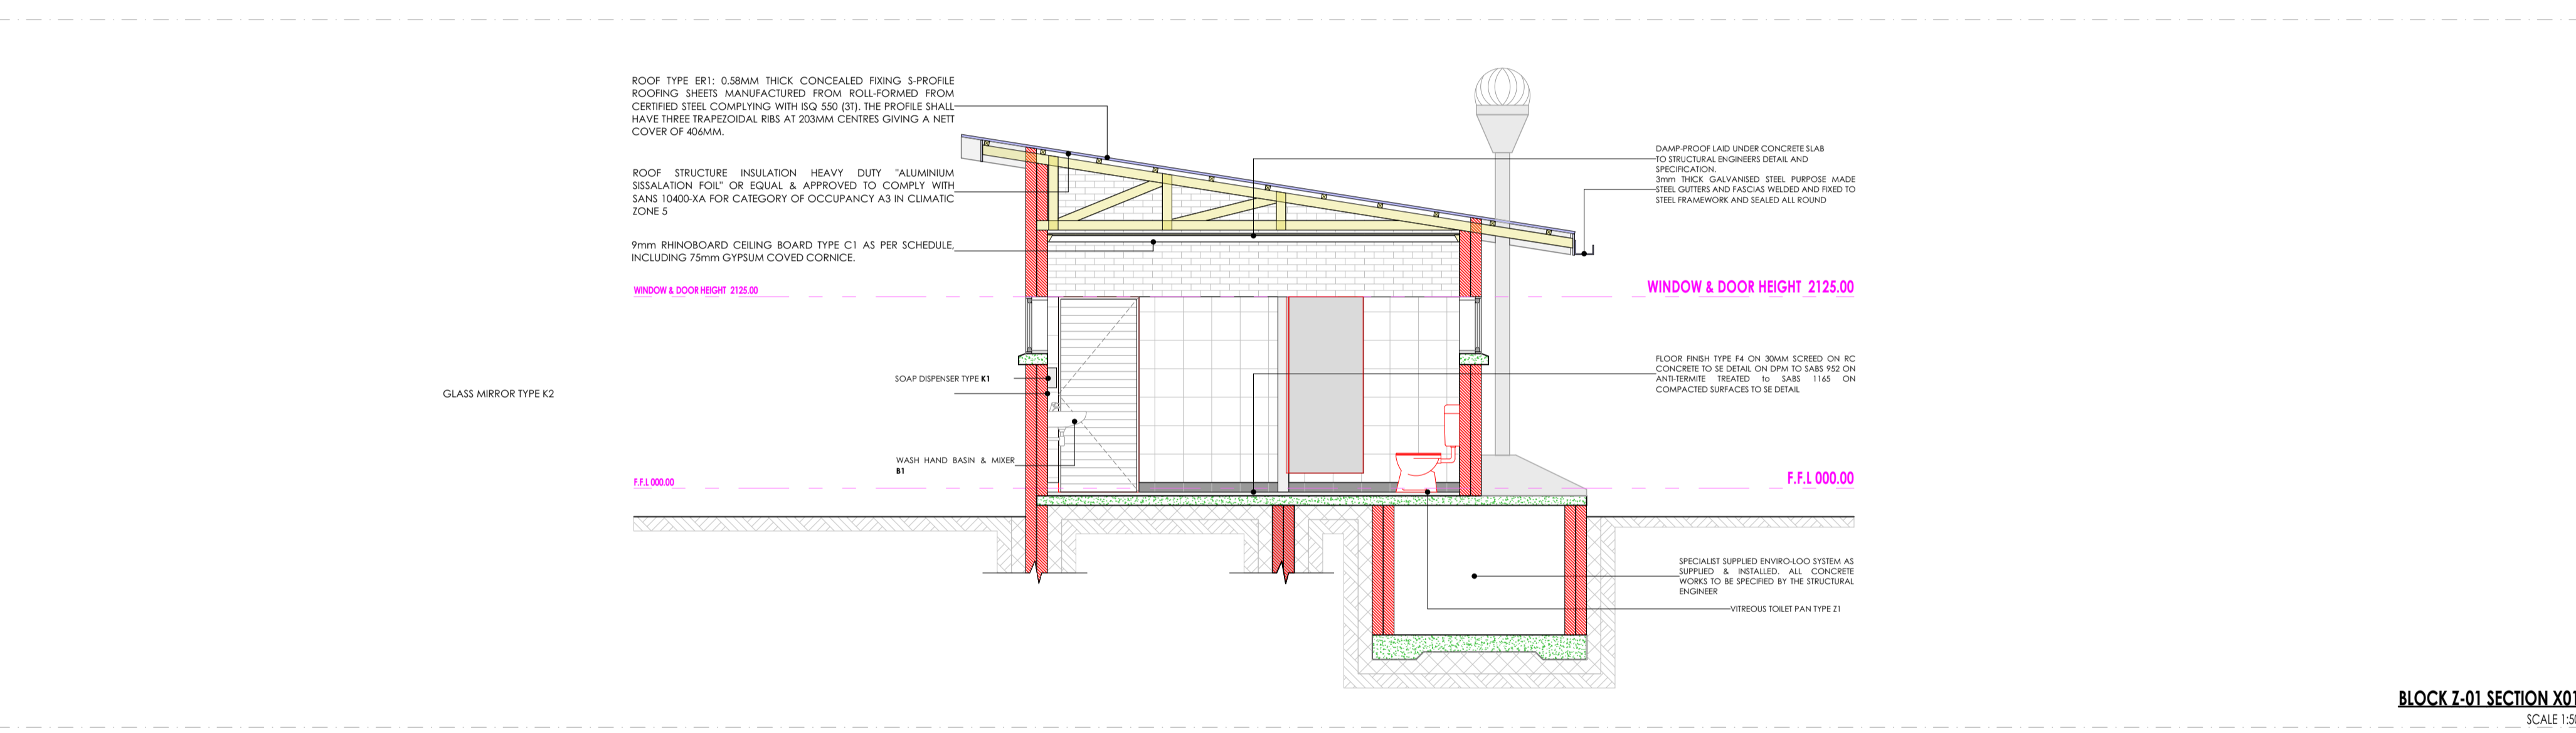 ROOF TYPE ER1: 0.58MM THICK CONCEALED FIXING S-PROFILE
ROOFING SHEETS MANUFACTURED FROM ROLL-FORMED FROM
CERTIFIED STEEL COMPLYING WITH ISQ 550 (3T). THE PROFILE SHALL
HAVE THREE TRAPEZOIDAL RIBS AT 203MM CENTRES GIVING A NETT
COVER OF 406MM.
ROOF STRUCTURE INSULATION HEAVY DUTY "ALUMINIUM
SISSALATION FOIL" OR EQUAL & APPROVED TO COMPLY WITH
SANS 10400-XA FOR CATEGORY OF OCCUPANCY A3 IN CLIMATIC
ZONE 5
9mm RHINOBOARD CEILING BOARD TYPE C1 AS PER SCHEDULE,
INCLUDING 75mm GYPSUM COVED CORNICE.
WINDOW & DOOR HEIGHT 2125.00
SOAP DISPENSER TYPE K1
GLASS MIRROR TYPE K2
WASH HAND BASIN & MIXER
B1
F.F.L 000.00
DAMP-PROOF LAID UNDER CONCRETE SLAB
TO STRUCTURAL ENGINEERS DETAIL AND
SPECIFICATION.
3mm THICK GALVANISED STEEL PURPOSE MADE
STEEL GUTTERS AND FASCIAS WELDED AND FIXED TO
STEEL FRAMEWORK AND SEALED ALL ROUND
WINDOW & DOOR HEIGHT 2125.00
FLOOR FINISH TYPE F4 ON 30MM SCREED ON RC
CONCRETE TO SE DETAIL ON DPM TO SABS 952 ON
ANTI-TERMITE TREATED to SABS 1165 ON
COMPACTED SURFACES TO SE DETAIL
F.F.L 000.00
SPECIALIST SUPPLIED ENVIRO-LOO SYSTEM AS
SUPPLIED & INSTALLED. ALL CONCRETE
WORKS TO BE SPECIFIED BY THE STRUCTURAL
ENGINEER
VITREOUS TOILET PAN TYPE Z1
BLOCK Z-01 SECTION X01
SCALE 1:50